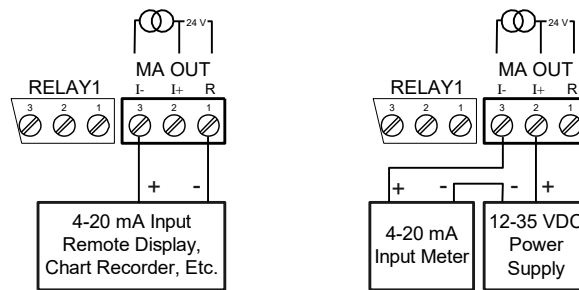 24 V
MA OUT
RELAY1 I- I+ R
3 2 1 3 2 1
+ -
4-20 mA Input
Remote Display,
Chart Recorder, Etc.
24 V
MA OUT
RELAY1 I- I+ R
3 2 1 3 2 1
+ - - +
4-20 mA
Input Meter
12-35 VDC
Power
Supply